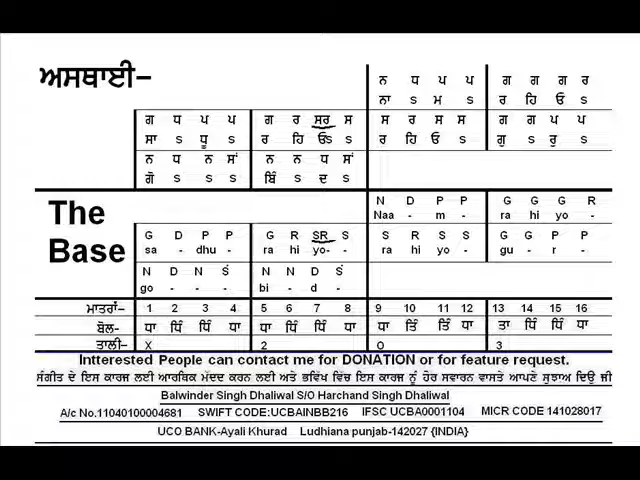 ਅਸਥਾਈ–
ਨ ਧ ਪ ਪ ਗ ਗ ਗ ਰ
ਨਾ s ਮ s ਰ ਹਿ ਓ s
ਗ ਧ ਪ ਪ ਗ ਰ ਸਰ ਸ ਸ ਰ ਸ ਸ ਗ ਗ ਪ ਪ
ਸਾ s ਧੂ s ਰ ਹਿ ਓs s ਰ ਹਿ ਓ s ਗੁ s ਰੁ s
ਨ ਧ ਨ ਸਂ ਨ ਨ ਧ ਸਂ
ਗੋ s s s ਬਿੰ s ਦ s
The Base
N D P P G G G R
Naa - m - ra hi yo -
G D P P G R SR S S R S S G G P P
sa - dhu - ra hi yo- - ra hi yo - gu - r -
N D N Ṡ N N D Ṡ
go - - - bi - d -
ਮਾਤਰਾਂ- 1 2 3 4 5 6 7 8 9 10 11 12 13 14 15 16
ਬੋਲ- ਧਾ ਧਿੰ ਧਿੰ ਧਾ ਧਾ ਧਿੰ ਧਿੰ ਧਾ ਧਾ ਤਿੰ ਤਿੰ ਧਾ ਤਾ ਧਿੰ ਧਿੰ ਧਾ
ਤਾਲੀ- X 2 O 3
Intterested People can contact me for DONATION or for feature request.
ਸੰਗੀਤ ਦੇ ਇਸ ਕਾਰਜ ਲਈ ਆਰਥਿਕ ਮੱਦਦ ਕਰਨ ਲਈ ਅਤੇ ਭਵਿੱਖ ਵਿੱਚ ਇਸ ਕਾਰਜ ਨੂੰ ਹੋਰ ਸਵਾਰਨ ਵਾਸਤੇ ਆਪਣੇ ਸੁਝਾਅ ਦਿਉ ਜੀ
Balwinder Singh Dhaliwal S/O Harchand Singh Dhaliwal
A/c No.11040100004681 SWIFT CODE:UCBAINBB216 IFSC UCBA0001104 MICR CODE 141028017
UCO BANK-Ayali Khurad Ludhiana punjab-142027 {INDIA}